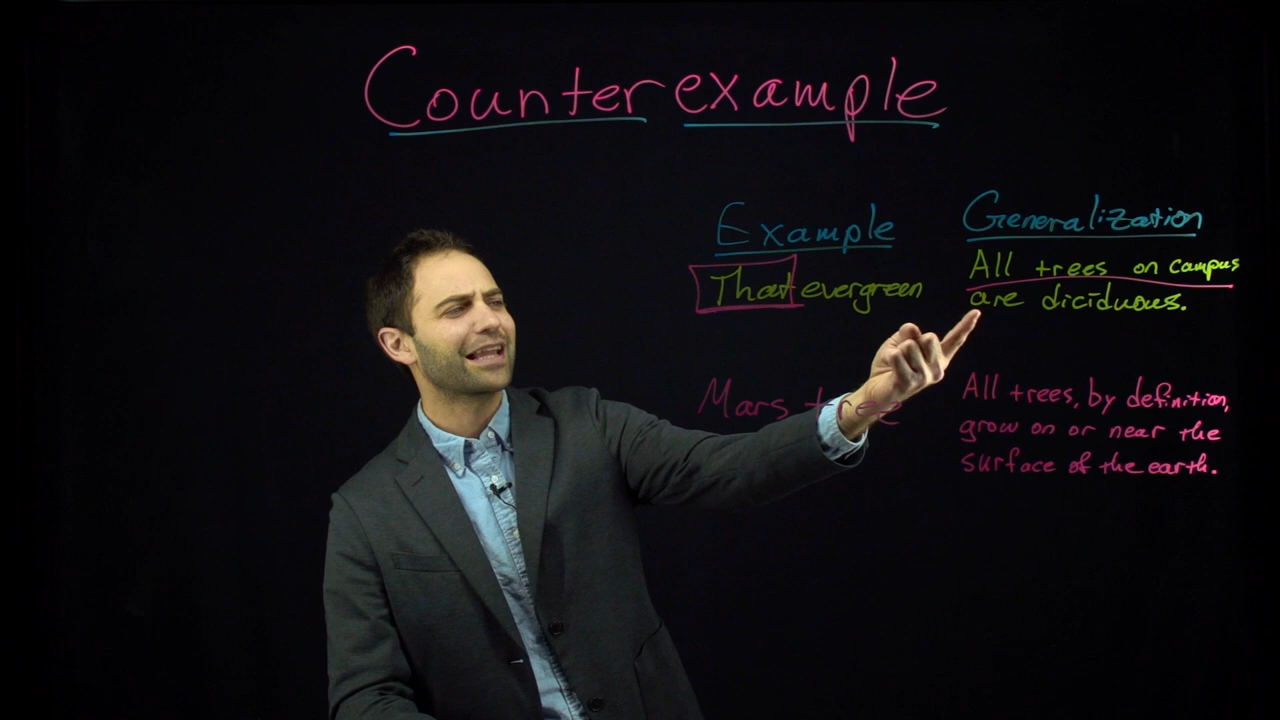 Counterexample
Example
Generalization
That evergreen
All trees on campus
are diciduous.
Mars tree
All trees, by definition,
grow on or near the
surface of the earth.